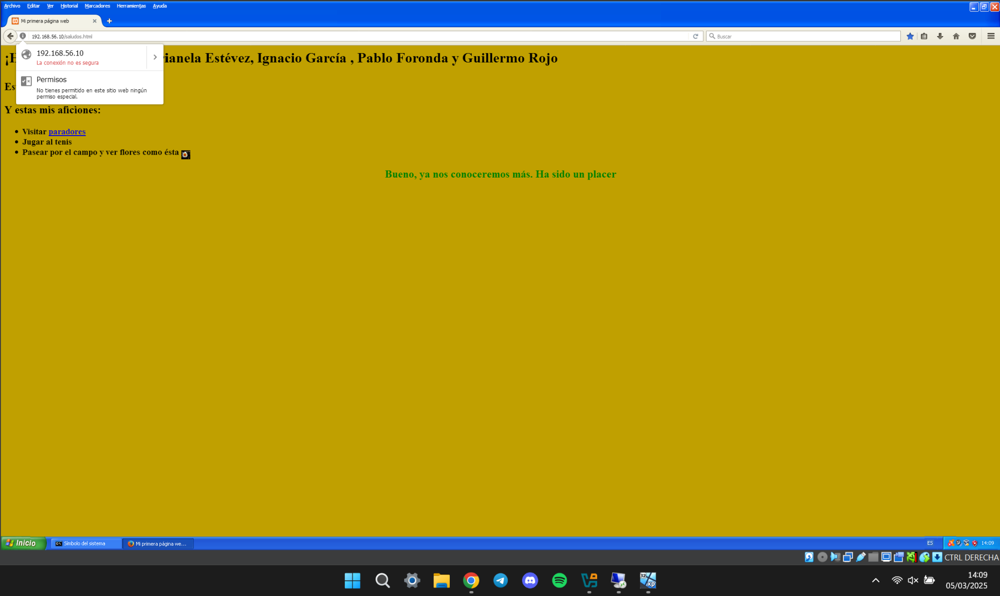 Archivo Editar Ver Historial Marcadores Herramientas Ayuda
Mi primera página web
192.168.56.10/saludos.html
Buscar
192.168.56.10
La conexión no es segura
Permisos
No tienes permitido en este sitio web ningún
permiso especial.
Estévez, Ignacio García , Pablo Foronda y Guillermo Rojo
Y estas mis aficiones:
Visitar paradores
Jugar al tenis
Pasear por el campo y ver flores como ésta
Bueno, ya nos conoceremos más. Ha sido un placer
Inicio
Símbolo del sistema
Mi primera página we...
ES
14:09
CTRL DERECHA
32
xp
14:09
05/03/2025